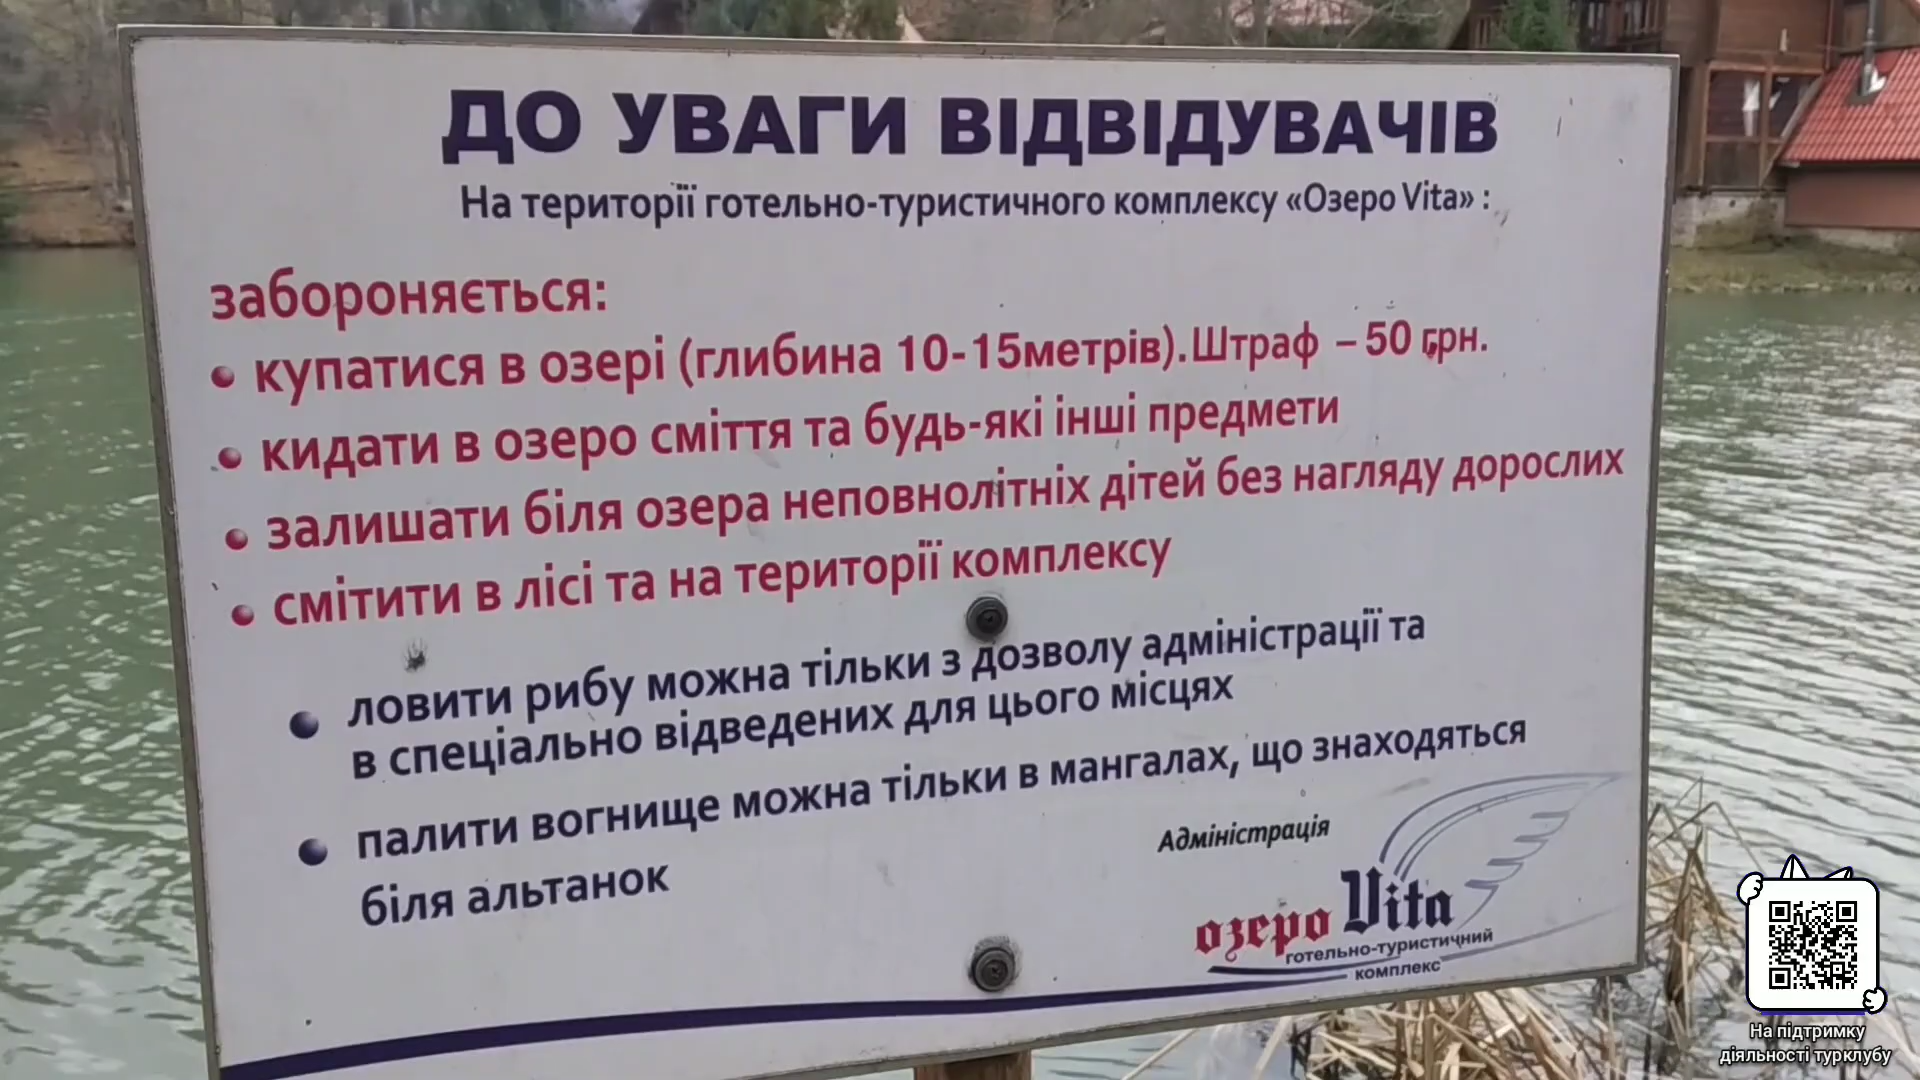 ДО УВАГИ ВІДВІДУВАЧІВ
На території готельно-туристичного комплексу «Озеро Vita» :
забороняється:
• купатися в озері (глибина 10-15метрів).Штраф – 50 грн.
• кидати в озеро сміття та будь-які інші предмети
• залишати біля озера неповнолітніх дітей без нагляду дорослих
• смітити в лісі та на території комплексу
• ловити рибу можна тільки з дозволу адміністрації та
в спеціально відведених для цього місцях
• палити вогнище можна тільки в мангалах, що знаходяться
біля альтанок
Адміністрація
озеро Vita
готельно-туристичний
комплекс
На підтримку
діяльності турклубу